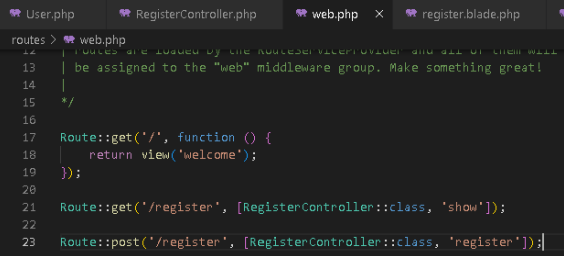 User.php RegisterController.php web.php × register.blade.php
routes > web.php
12 | routes are loaded by the RouteServiceProvider and all of them will
13 | be assigned to the "web" middleware group. Make something great!
14 |
15 */
16
17 Route::get('/', function () {
18     return view('welcome');
19 });
20
21 Route::get('/register', [RegisterController::class, 'show']);
22
23 Route::post('/register', [RegisterController::class, 'register']);